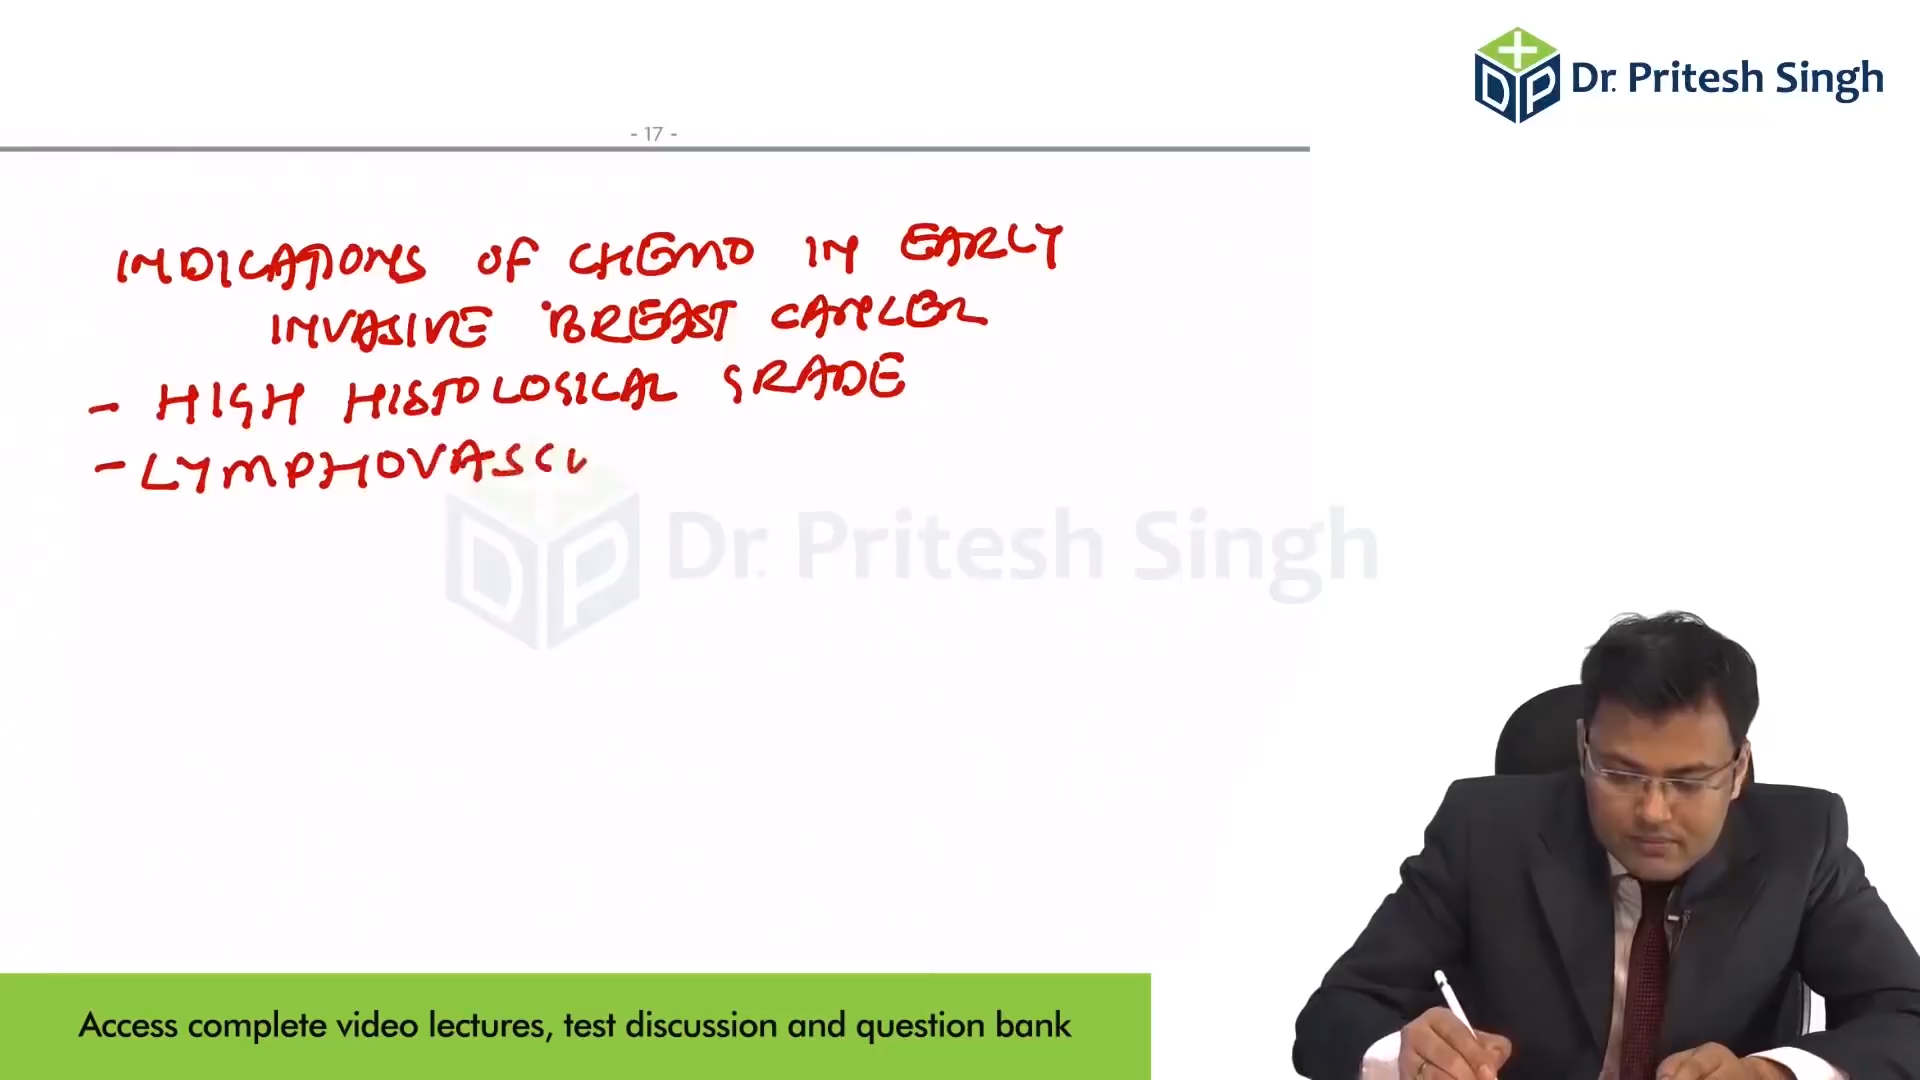 Dr. Pritesh Singh
- 17 -
INDICATIONS OF CHEMO IN EARLY
INVASIVE BREAST CANCER
- HIGH HISTOLOGICAL GRADE
- LYMPHOVASCU
DP Dr. Pritesh Singh
Access complete video lectures, test discussion and question bank